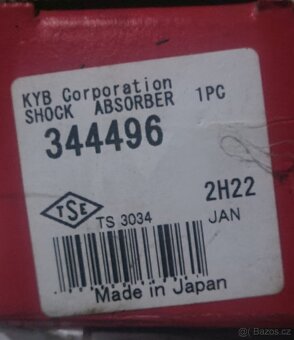 KYB Corporation
SHOCK ABSORBER 1PC
344496
2H22
TSE
TS 3034 JAN
Made in Japan
Bazos.cz